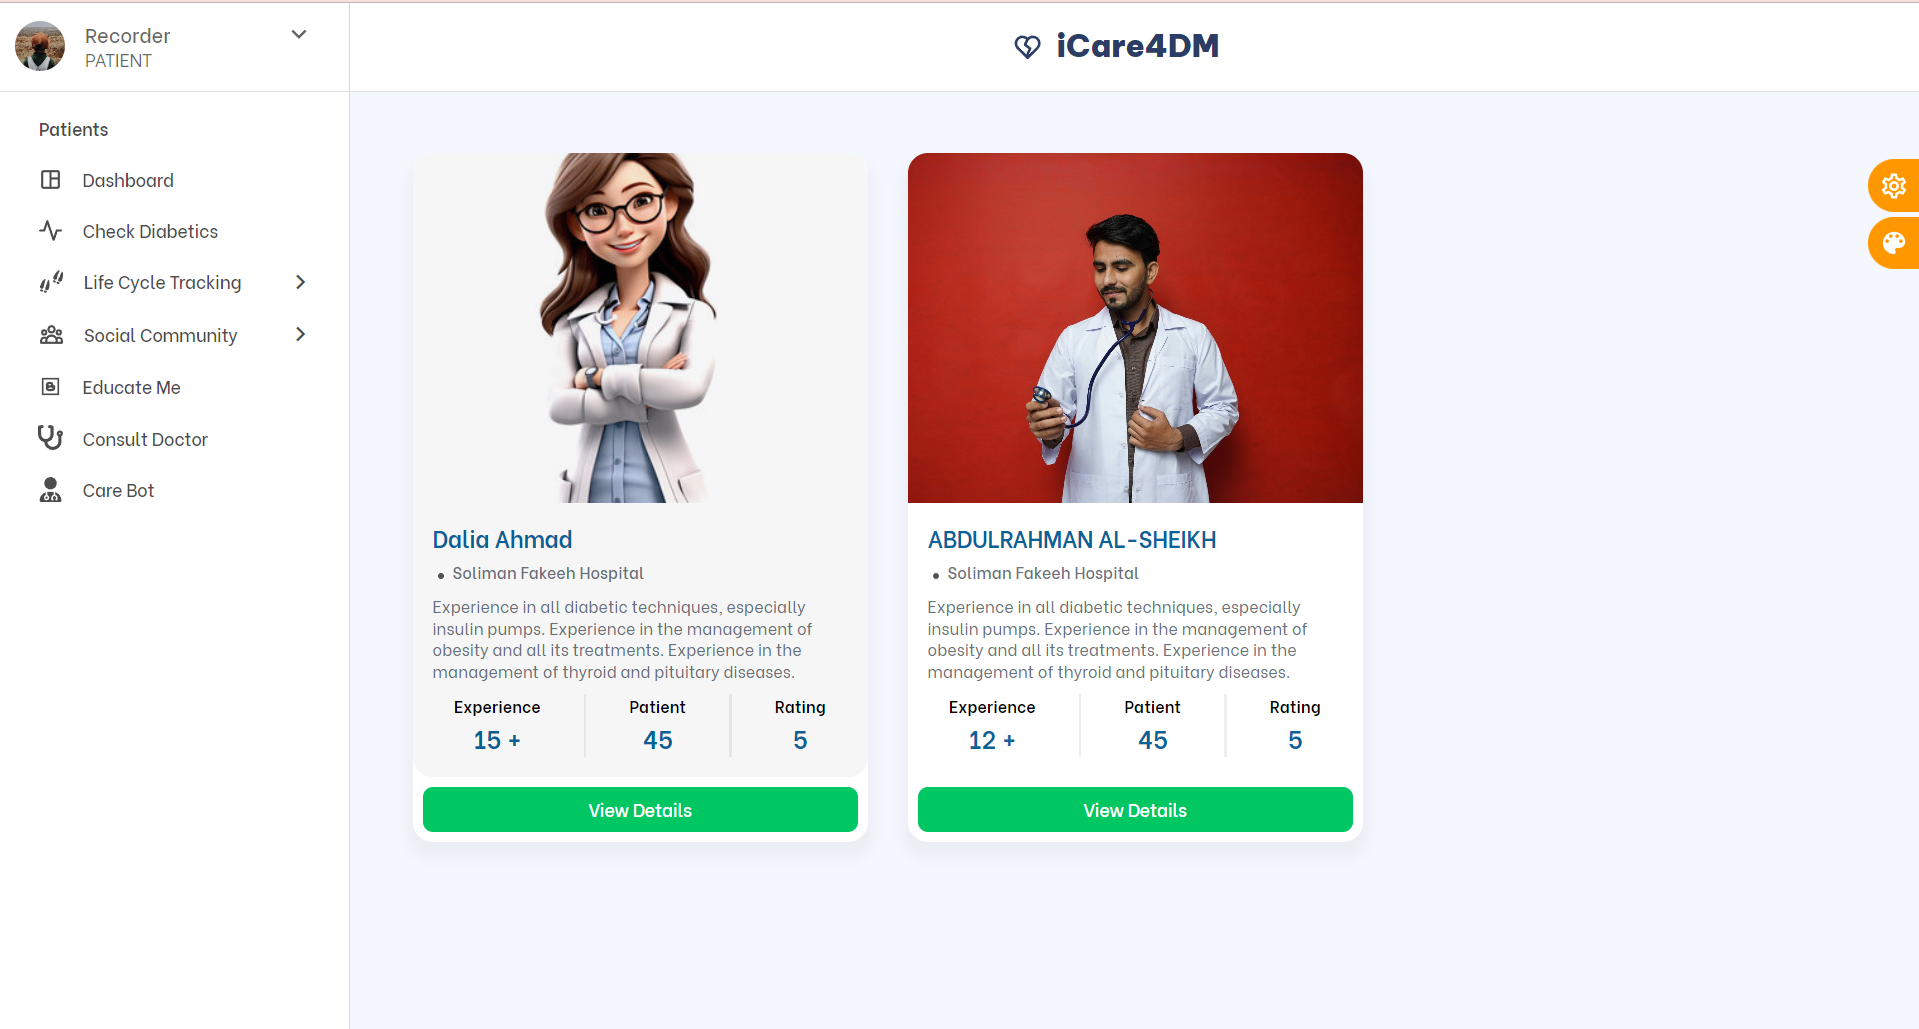 Recorder
PATIENT
iCare4DM
Patients
Dashboard
Check Diabetics
Life Cycle Tracking
Social Community
Educate Me
Consult Doctor
Care Bot
Dalia Ahmad
Soliman Fakeeh Hospital
Experience in all diabetic techniques, especially
insulin pumps. Experience in the management of
obesity and all its treatments. Experience in the
management of thyroid and pituitary diseases.
Experience Patient Rating
15 + 45 5
View Details
ABDULRAHMAN AL-SHEIKH
Soliman Fakeeh Hospital
Experience in all diabetic techniques, especially
insulin pumps. Experience in the management of
obesity and all its treatments. Experience in the
management of thyroid and pituitary diseases.
Experience Patient Rating
12 + 45 5
View Details